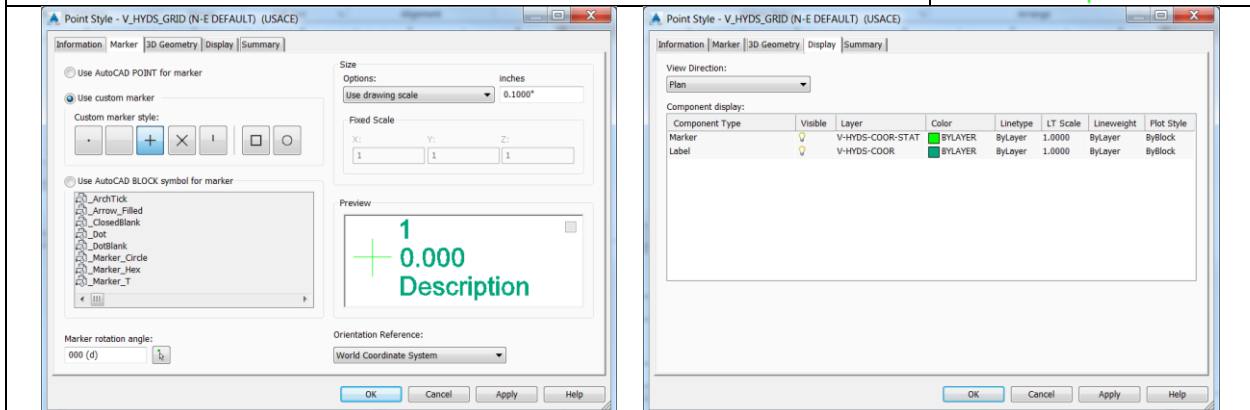 Point Style - V_HYDS_GRID (N-E DEFAULT) (USACE)
Information Marker 3D Geometry Display Summary
Use AutoCAD POINT for marker
Use custom marker
Custom marker style:
Use AutoCAD BLOCK symbol for marker
_ArchTick
_Arrow_Filled
_ClosedBlank
_Dot
_DotBlank
_Marker_Circle
_Marker_Hex
_Marker_T
Marker rotation angle:
000 (d)
Size
Options: inches
Use drawing scale 0.1000"
Fixed Scale
X: Y: Z:
1 1 1
Preview
1
0.000
Description
Orientation Reference:
World Coordinate System
OK Cancel Apply Help
Point Style - V_HYDS_GRID (N-E DEFAULT) (USACE)
Information Marker 3D Geometry Display Summary
View Direction:
Plan
Component display:
Component Type Visible Layer Color Linetype LT Scale Lineweight Plot Style
Marker V-HYDS-COOR-STAT BYLAYER ByLayer 1.0000 ByLayer ByBlock
Label V-HYDS-COOR BYLAYER ByLayer 1.0000 ByLayer ByBlock
OK Cancel Apply Help